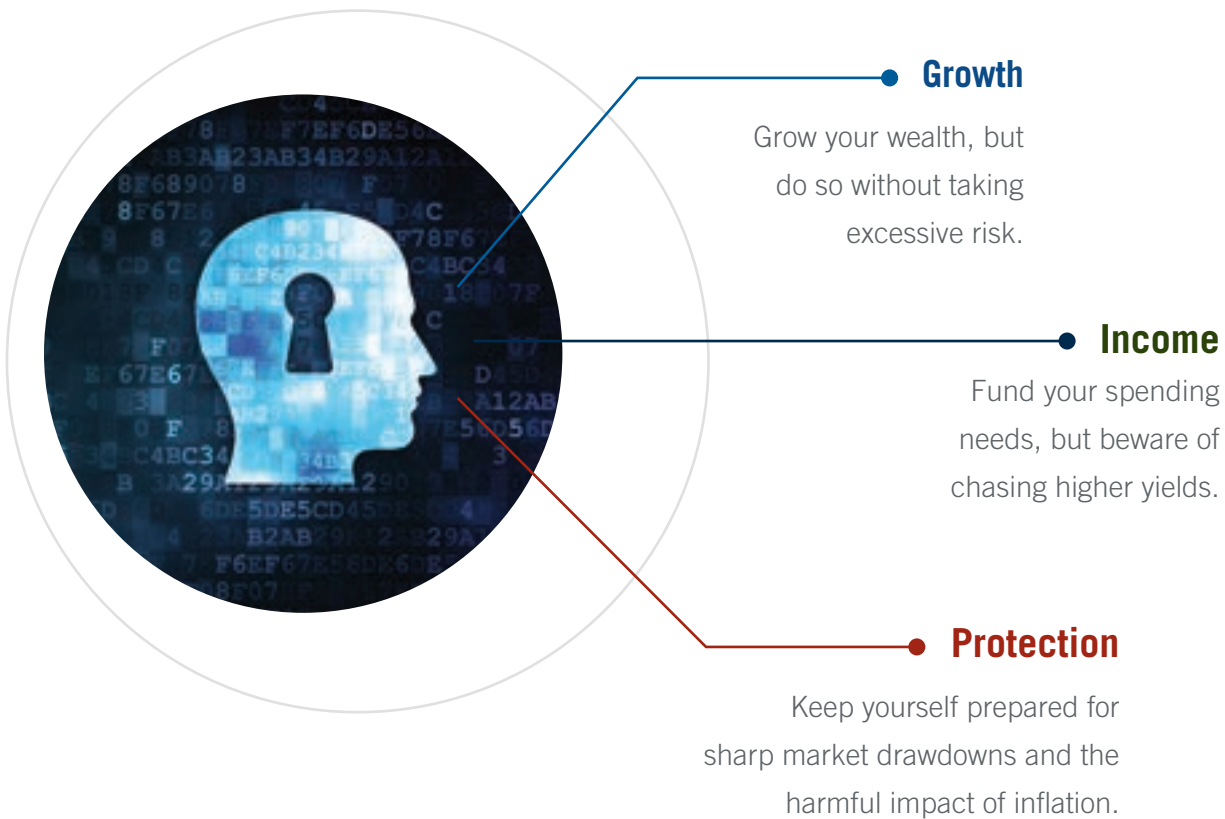 Growth
Grow your wealth, but
do so without taking
excessive risk.
Income
Fund your spending
needs, but beware of
chasing higher yields.
Protection
Keep yourself prepared for
sharp market drawdowns and the
harmful impact of inflation.